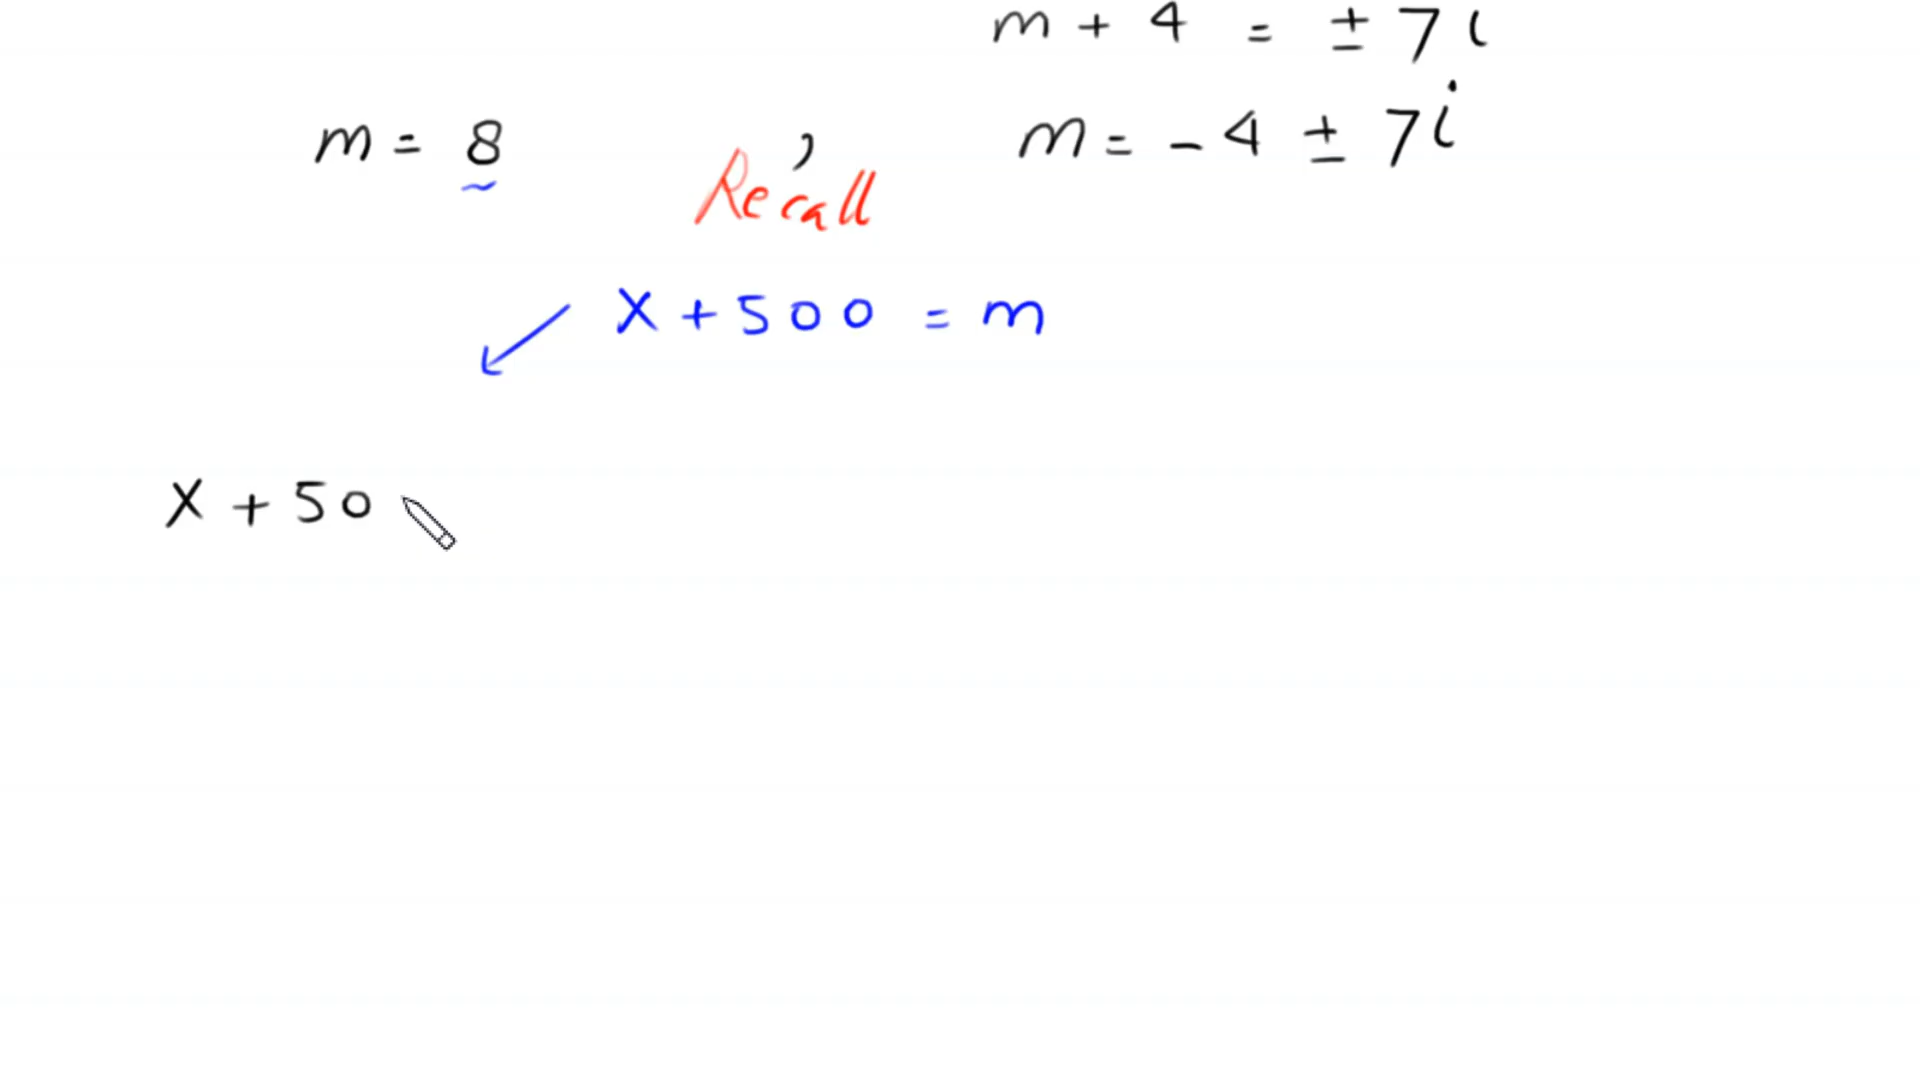 m + 4 = ± 7i
m = 8 , m = - 4 ± 7i
Recall
x + 500 = m
x + 50